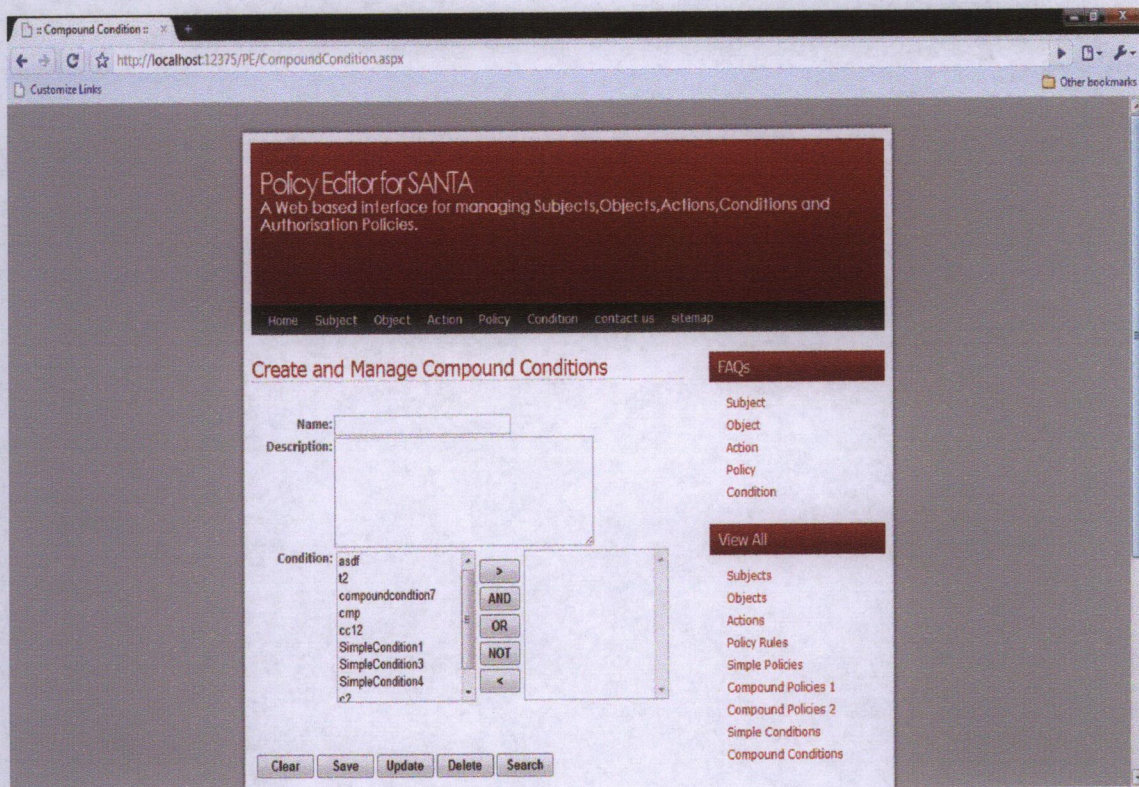 :: Compound Condition ::
http://localhost:12375/PE/CompoundCondition.aspx
Customize Links
Other bookmarks
Policy Editor for SANTA
A Web based interface for managing Subjects,Objects,Actions,Conditions and
Authorisation Policies.
Home Subject Object Action Policy Condition contact us sitemap
Create and Manage Compound Conditions
Name:
Description:
Condition:
asdf
t2
compoundcondtion7
cmp
cc12
SimpleCondition1
SimpleCondition3
SimpleCondition4
c2
>
AND
OR
NOT
<
Clear Save Update Delete Search
FAQs
Subject
Object
Action
Policy
Condition
View All
Subjects
Objects
Actions
Policy Rules
Simple Policies
Compound Policies 1
Compound Policies 2
Simple Conditions
Compound Conditions